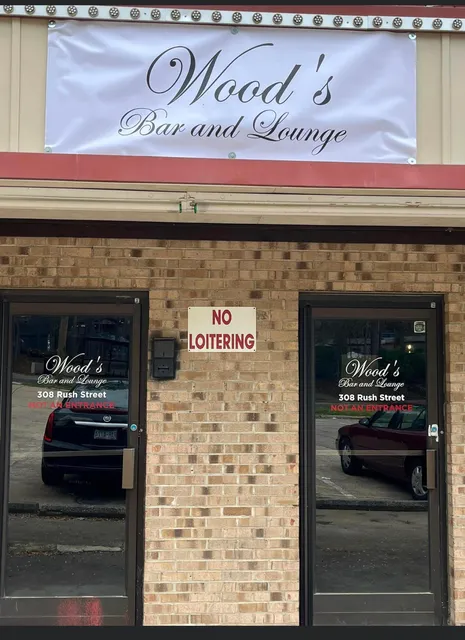 Wood's
Bar and Lounge
NO
LOITERING
Wood's
Bar and Lounge
308 Rush Street
NOT AN ENTRANCE
Wood's
Bar and Lounge
308 Rush Street
NOT AN ENTRANCE